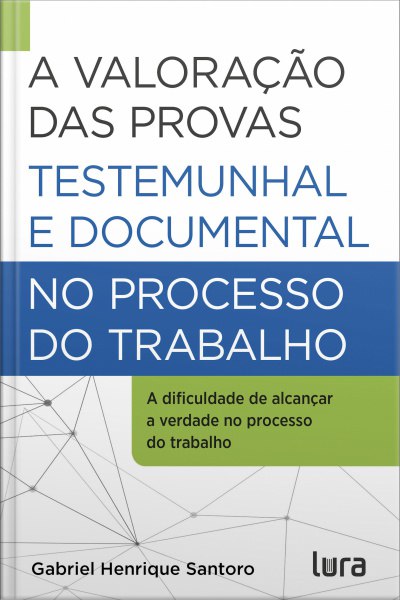 A VALORAÇÃO
DAS PROVAS
TESTEMUNHAL
E DOCUMENTAL
NO PROCESSO
DO TRABALHO
A dificuldade de alcançar
a verdade no processo
do trabalho
Gabriel Henrique Santoro
lura